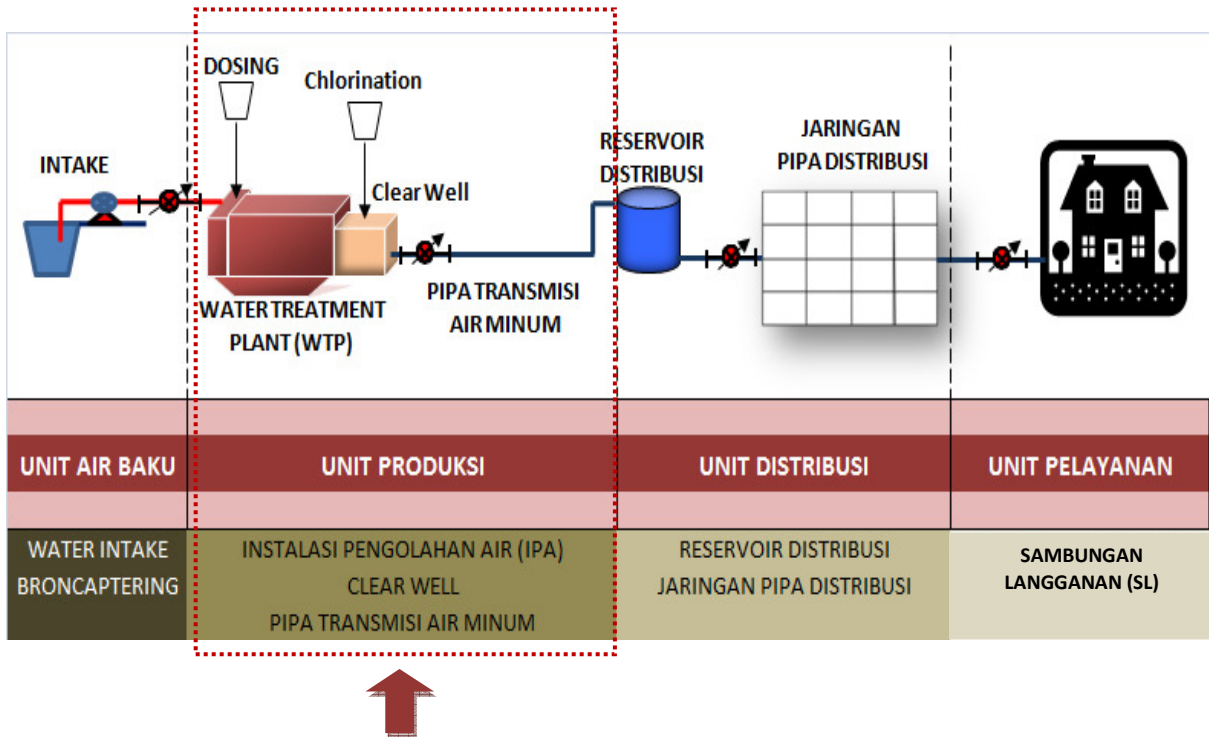 DOSING
Chlorination
INTAKE
Clear Well
WATER TREATMENT
PLANT (WTP)
PIPA TRANSMISI
AIR MINUM
RESERVOIR
DISTRIBUSI
JARINGAN
PIPA DISTRIBUSI
UNIT AIR BAKU
UNIT PRODUKSI
UNIT DISTRIBUSI
UNIT PELAYANAN
WATER INTAKE
BRONCAPTERING
INSTALASI PENGOLAHAN AIR (IPA)
CLEAR WELL
PIPA TRANSMISI AIR MINUM
RESERVOIR DISTRIBUSI
JARINGAN PIPA DISTRIBUSI
SAMBUNGAN
LANGGANAN (SL)